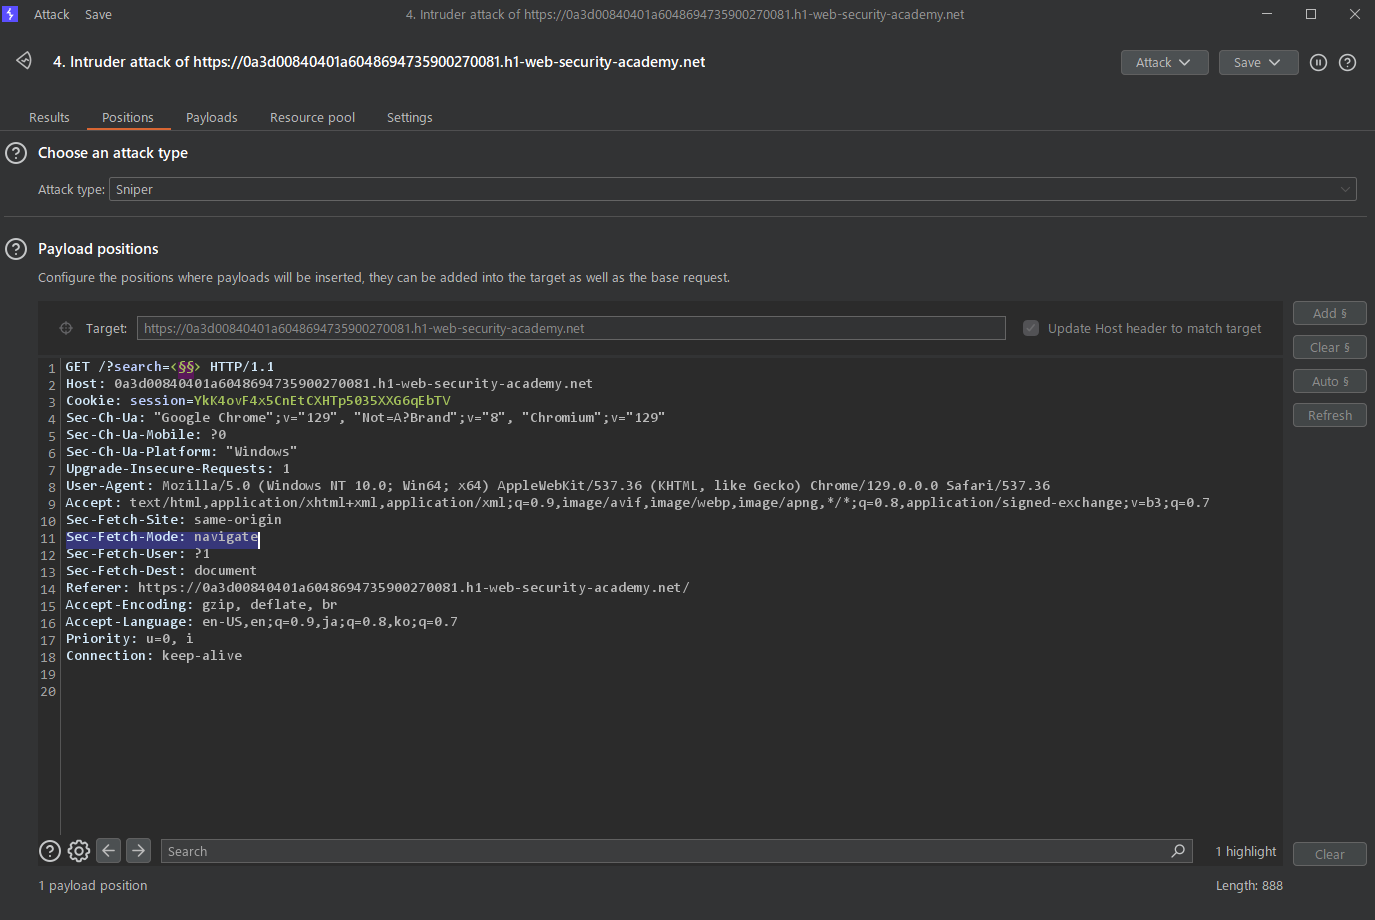 Attack Save 4. Intruder attack of https://0a3d00840401a6048694735900270081.h1-web-security-academy.net
4. Intruder attack of https://0a3d00840401a6048694735900270081.h1-web-security-academy.net Attack Save
Results Positions Payloads Resource pool Settings
Choose an attack type
Attack type: Sniper
Payload positions
Configure the positions where payloads will be inserted, they can be added into the target as well as the base request.
Target: https://0a3d00840401a6048694735900270081.h1-web-security-academy.net Update Host header to match target
Add §
Clear §
Auto §
Refresh
1 GET /?search=<§§> HTTP/1.1
2 Host: 0a3d00840401a6048694735900270081.h1-web-security-academy.net
3 Cookie: session=YkK4ovF4x5CnEtCXHTp5035XXG6qEbTV
4 Sec-Ch-Ua: "Google Chrome";v="129", "Not=A?Brand";v="8", "Chromium";v="129"
5 Sec-Ch-Ua-Mobile: ?0
6 Sec-Ch-Ua-Platform: "Windows"
7 Upgrade-Insecure-Requests: 1
8 User-Agent: Mozilla/5.0 (Windows NT 10.0; Win64; x64) AppleWebKit/537.36 (KHTML, like Gecko) Chrome/129.0.0.0 Safari/537.36
9 Accept: text/html,application/xhtml+xml,application/xml;q=0.9,image/avif,image/webp,image/apng,*/*;q=0.8,application/signed-exchange;v=b3;q=0.7
10 Sec-Fetch-Site: same-origin
11 Sec-Fetch-Mode: navigate
12 Sec-Fetch-User: ?1
13 Sec-Fetch-Dest: document
14 Referer: https://0a3d00840401a6048694735900270081.h1-web-security-academy.net/
15 Accept-Encoding: gzip, deflate, br
16 Accept-Language: en-US,en;q=0.9,ja;q=0.8,ko;q=0.7
17 Priority: u=0, i
18 Connection: keep-alive
19
20
Search 1 highlight Clear
1 payload position Length: 888